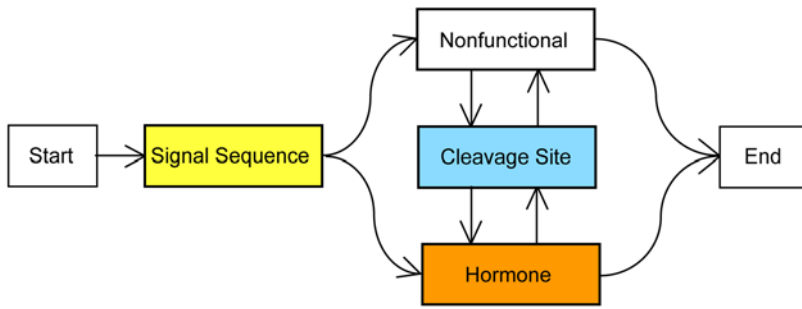 Start
Signal Sequence
Nonfunctional
Cleavage Site
Hormone
End